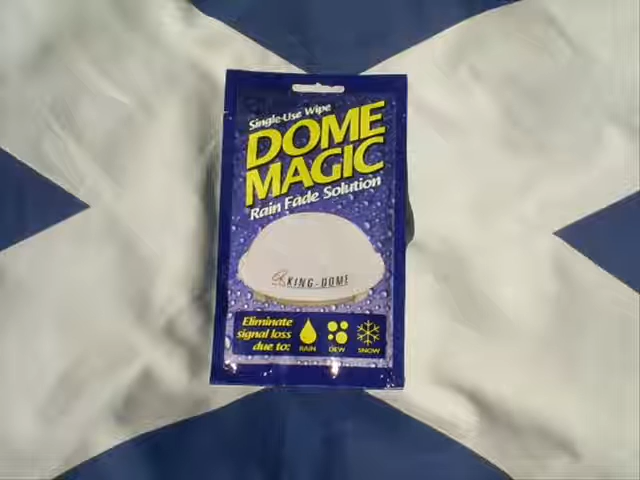 Single-Use Wipe
DOME
MAGIC
Rain Fade Solution
KING-DOME
Eliminate
signal loss
due to:
RAIN
DEW
SNOW